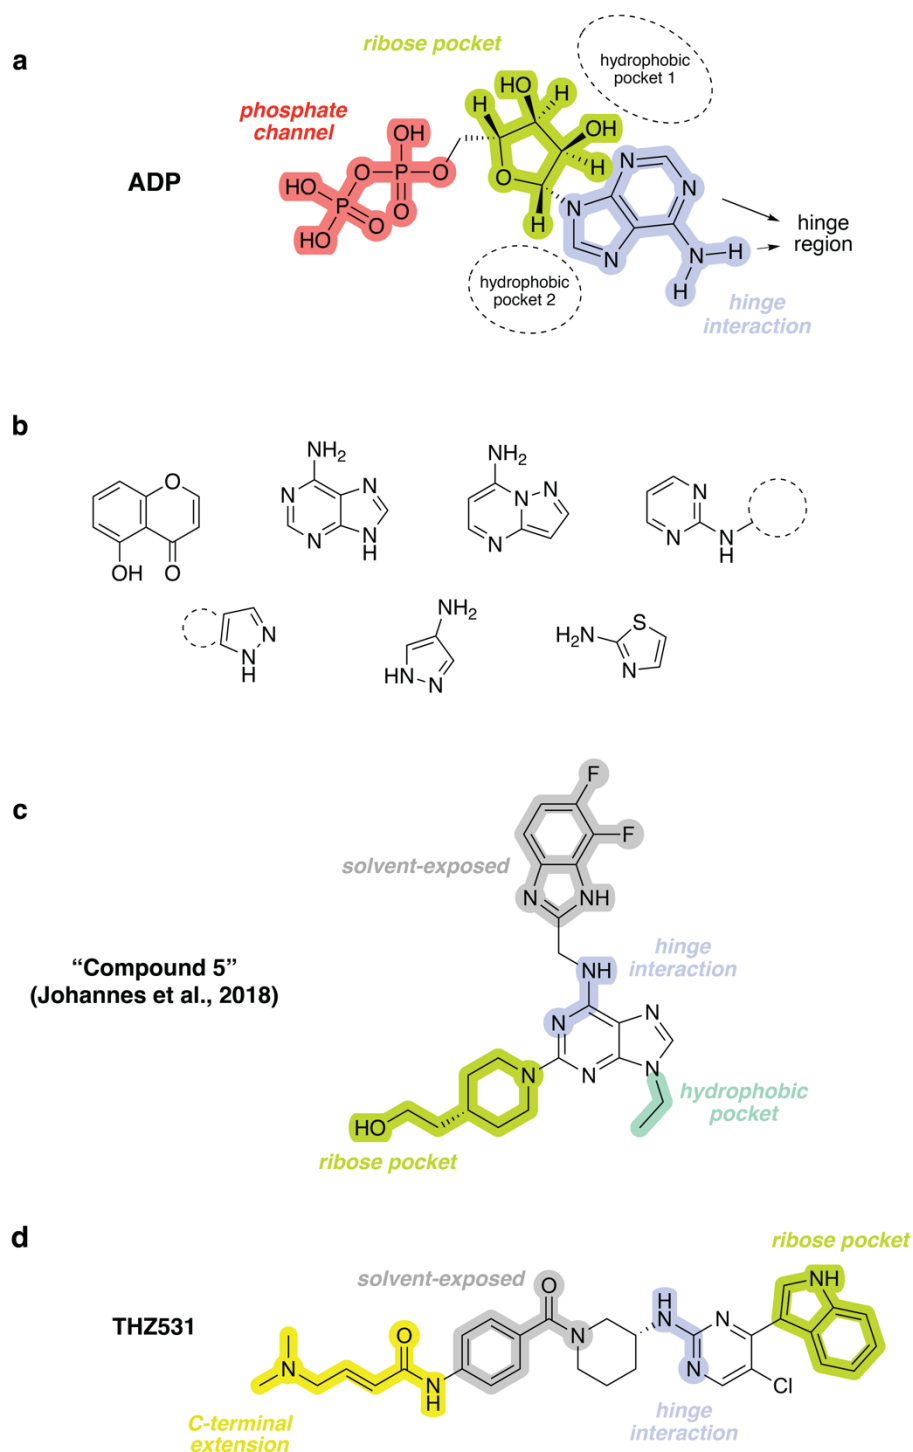 a
ribose pocket
hydrophobic
pocket 1
phosphate
channel
ADP
HO
H
H
OH
OH
H
HO
O
P
P
O
O
HO
O
O
H
N
N
N
N
N
H
H
hinge
region
hydrophobic
pocket 2
hinge
interaction
b
O
OH
O
NH2
N
N
N
N
H
NH2
N
N
N
N
N
N
H
N
N
H
NH2
HN
N
H2N
S
N
c
F
F
solvent-exposed
N
NH
"Compound 5"
(Johannes et al., 2018)
hinge
interaction
NH
N
N
N
N
N
HO
hydrophobic
pocket
ribose pocket
d
ribose pocket
solvent-exposed
THZ531
O
H
N
N
NH
O
N
N
N
N
H
Cl
C-terminal
extension
hinge
interaction